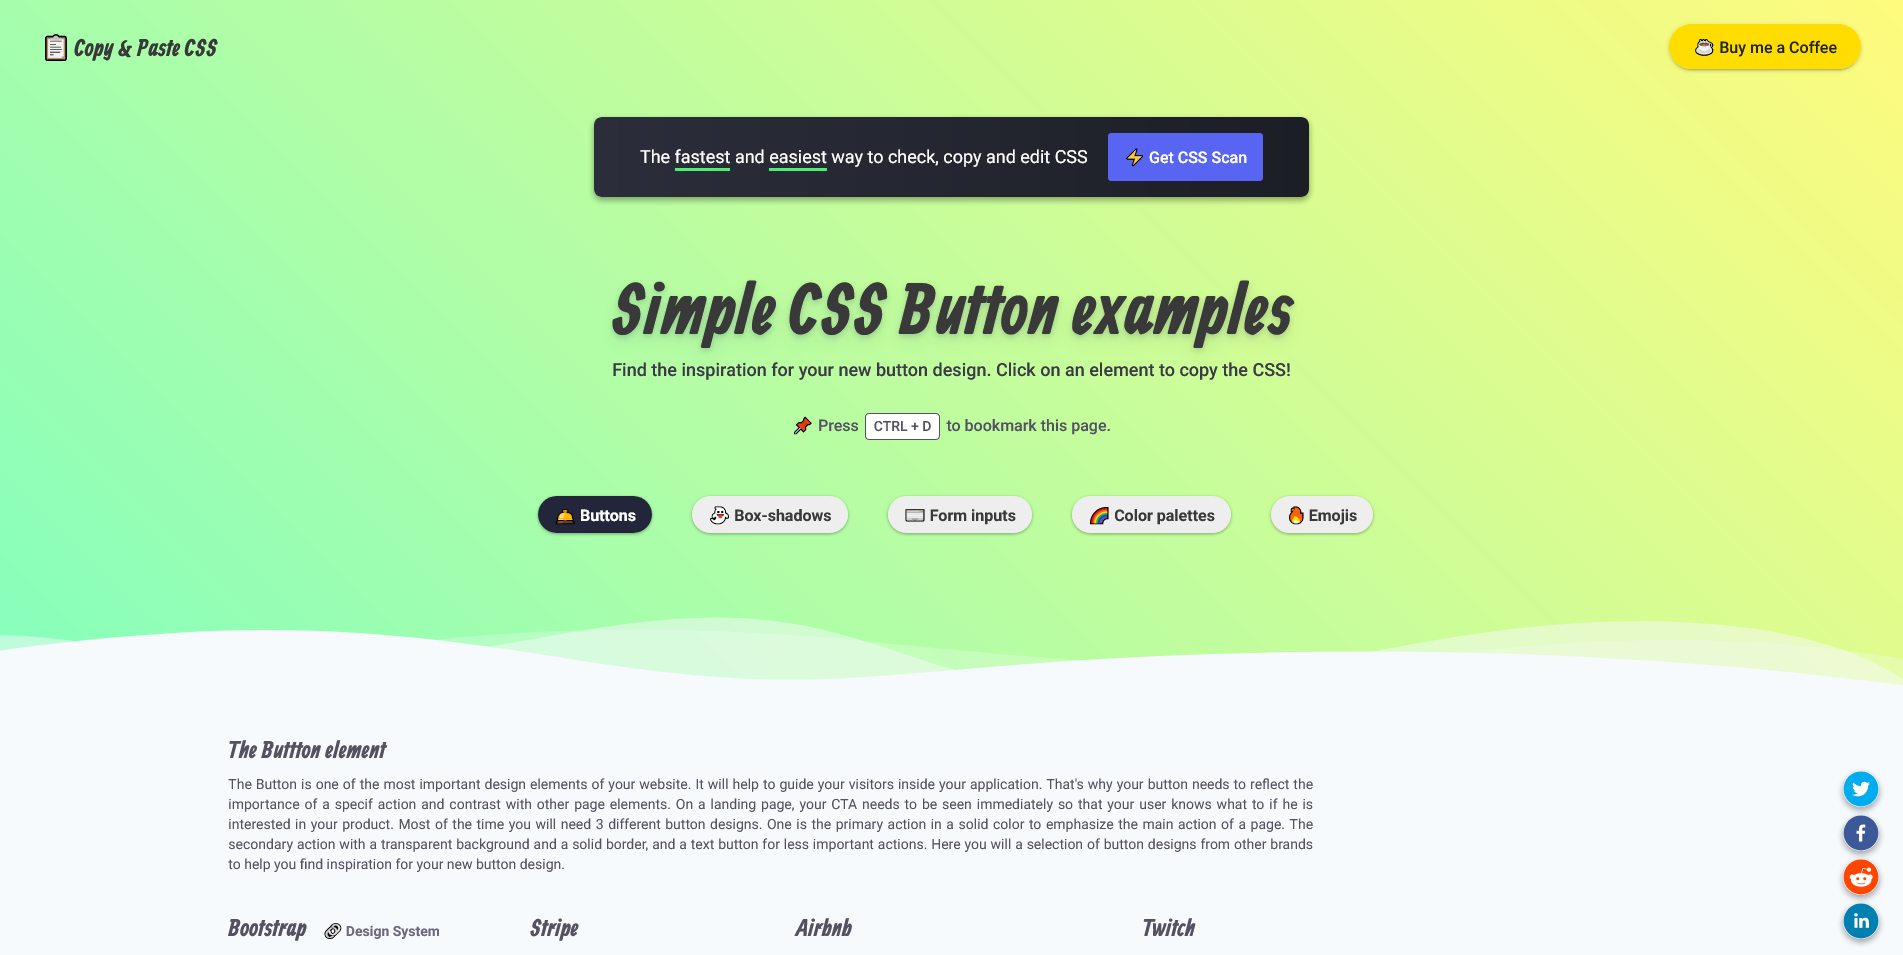 Copy & Paste CSS
Buy me a Coffee
The fastest and easiest way to check, copy and edit CSS
Get CSS Scan
Simple CSS Button examples
Find the inspiration for your new button design. Click on an element to copy the CSS!
Press CTRL + D to bookmark this page.
Buttons
Box-shadows
Form inputs
Color palettes
Emojis
The Buttton element
The Button is one of the most important design elements of your website. It will help to guide your visitors inside your application. That's why your button needs to reflect the
importance of a specif action and contrast with other page elements. On a landing page, your CTA needs to be seen immediately so that your user knows what to if he is
interested in your product. Most of the time you will need 3 different button designs. One is the primary action in a solid color to emphasize the main action of a page. The
secondary action with a transparent background and a solid border, and a text button for less important actions. Here you will a selection of button designs from other brands
to help you find inspiration for your new button design.
Bootstrap
Design System
Stripe
Airbnb
Twitch